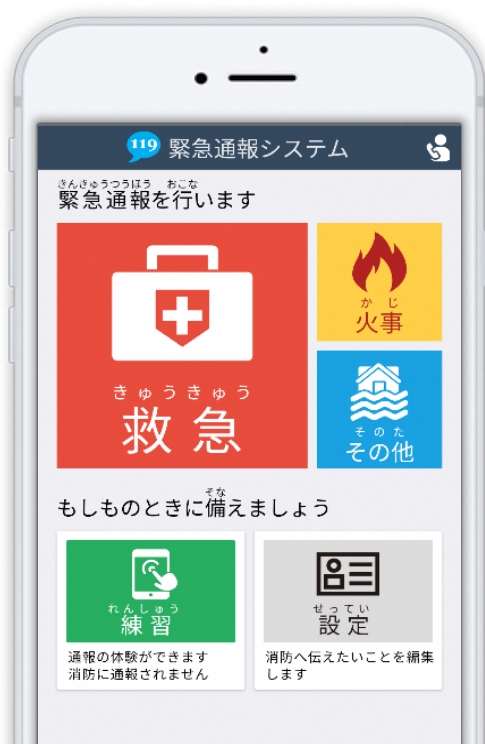 119 緊急通報システム
きんきゅうつうほう おこな
緊急通報を行います
きゅうきゅう
救急
かじ
火事
そのた
その他
そな
もしものときに備えましょう
れんしゅう
練習
通報の体験ができます
消防に通報されません
せってい
設定
消防へ伝えたいことを編集
します